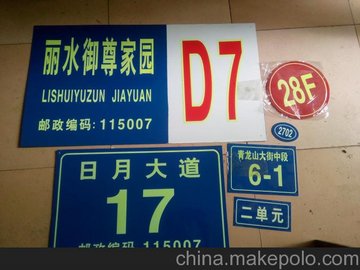 丽水御尊家园
LISHUIYUZUN JIAYUAN
邮政编码:115007
D7
28F
2702
青龙山大街中段
6-1
二单元
日月大道
17
邮政编码:115007
china.makepolo.com